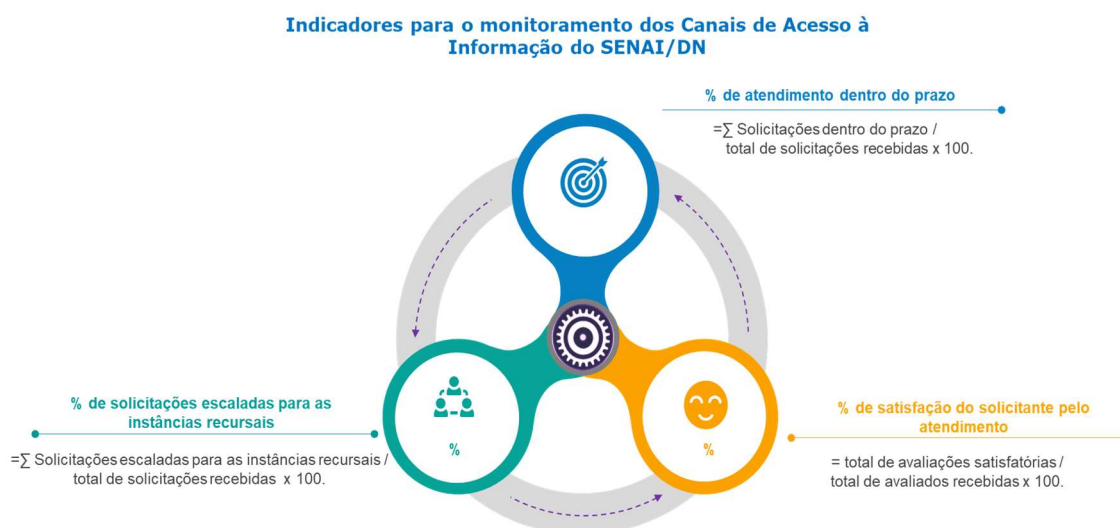 Indicadores para o monitoramento dos Canais de Acesso à
Informação do SENAI/DN
% de atendimento dentro do prazo
=∑ Solicitações dentro do prazo /
total de solicitações recebidas x 100.
% de solicitações escaladas para as
instâncias recursais
=∑ Solicitações escaladas para as instâncias recursais /
total de solicitações recebidas x 100.
%
%
% de satisfação do solicitante pelo
atendimento
= total de avaliações satisfatórias /
total de avaliados recebidas x 100.